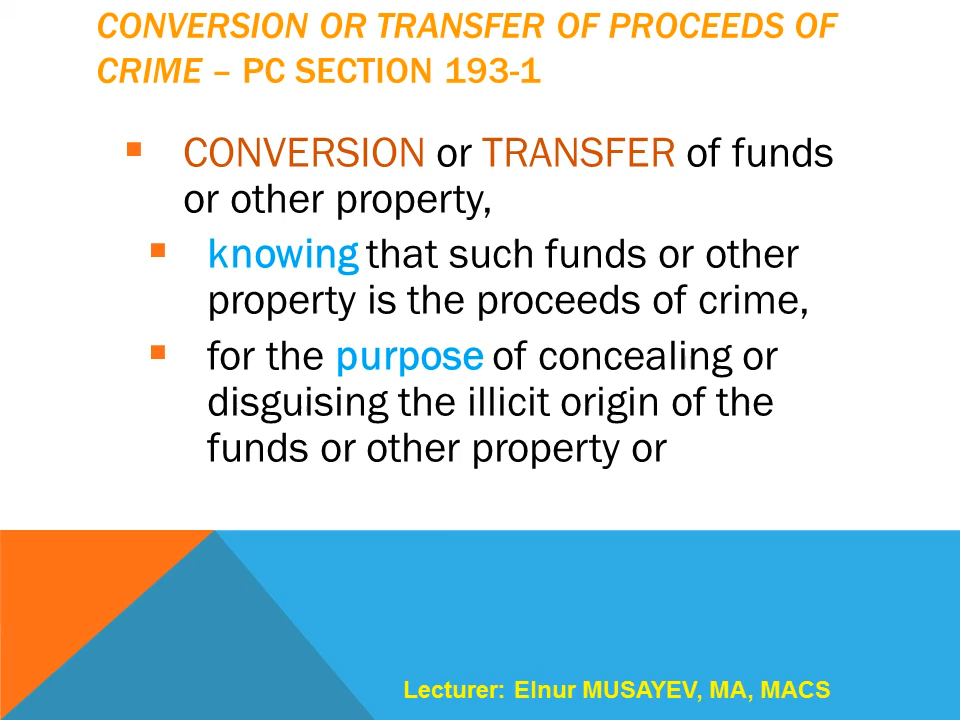 CONVERSION OR TRANSFER OF PROCEEDS OF
CRIME – PC SECTION 193-1
▪ CONVERSION or TRANSFER of funds
or other property,
▪ knowing that such funds or other
property is the proceeds of crime,
▪ for the purpose of concealing or
disguising the illicit origin of the
funds or other property or
Lecturer: Elnur MUSAYEV, MA, MACS